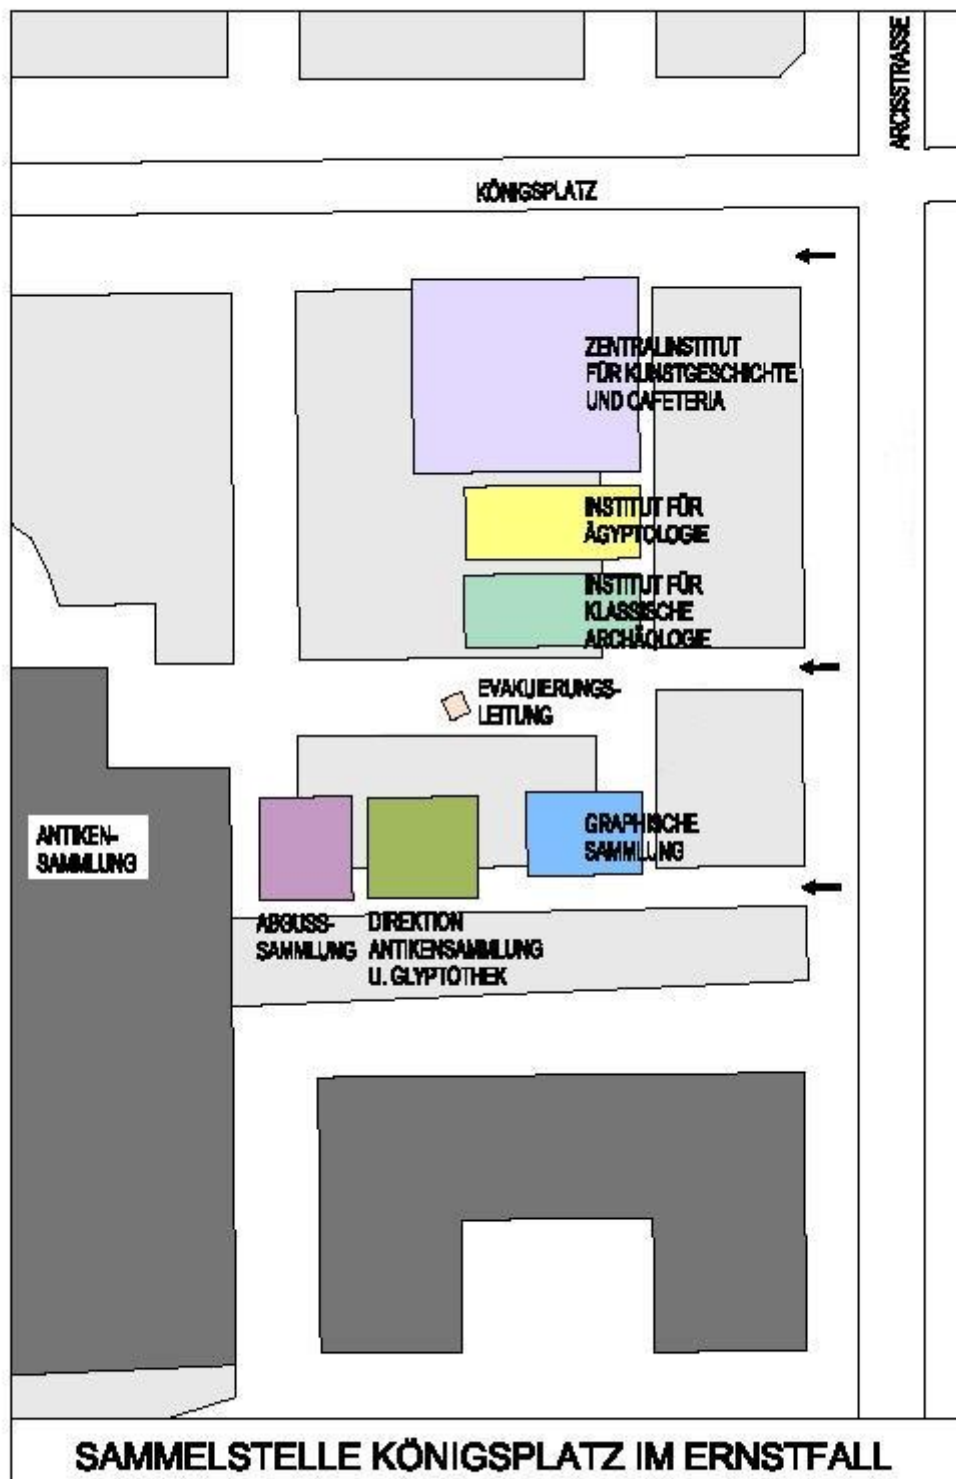 ARCISSTRASSE
KÖNIGSPLATZ
ZENTRALINSTITUT
FÜR KUNSTGESCHICHTE
UND CAFETERIA
INSTITUT FÜR
ÄGYPTOLOGIE
INSTITUT FÜR
KLASSISCHE
ARCHÄOLOGIE
EVAKUIERUNGS-
LEITUNG
ANTIKEN-
SAMMLUNG
GRAPHISCHE
SAMMLUNG
ABGUSS-
SAMMLUNG
DIREKTION
ANTIKENSAMMLUNG
U. GLYPTOTHEK
SAMMELSTELLE KÖNIGSPLATZ IM ERNSTFALL